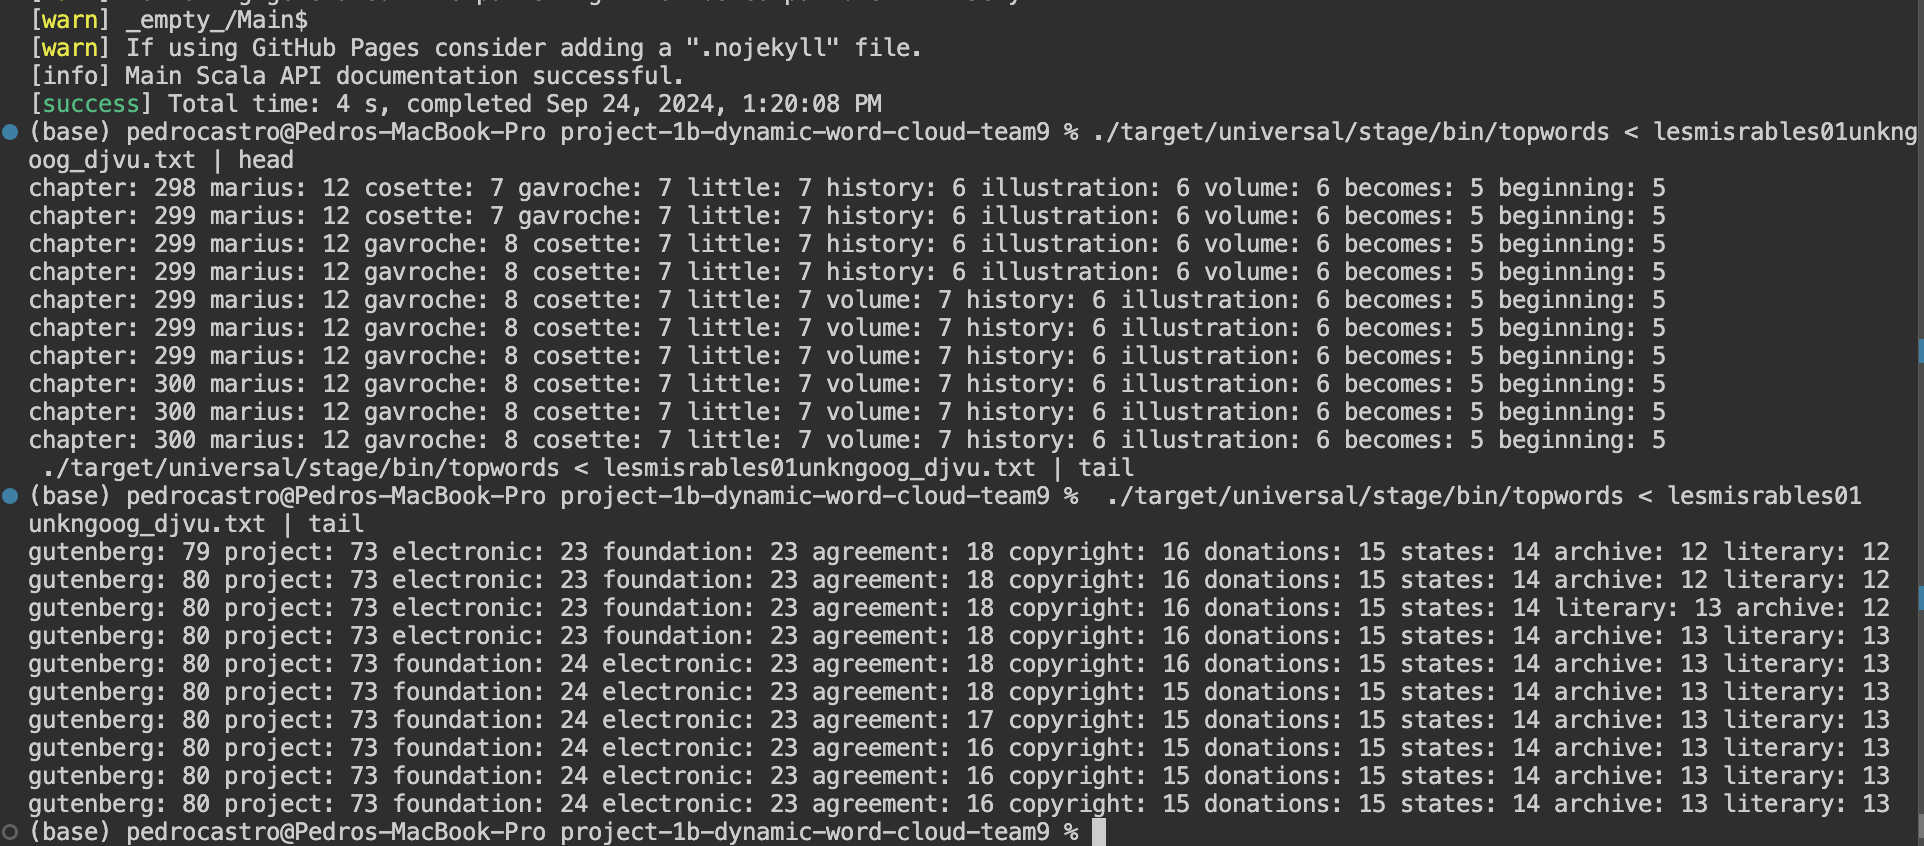 [warn] _empty_/Main$
[warn] If using GitHub Pages consider adding a ".nojekyll" file.
[info] Main Scala API documentation successful.
[success] Total time: 4 s, completed Sep 24, 2024, 1:20:08 PM
(base) pedrocastro@Pedros-MacBook-Pro project-1b-dynamic-word-cloud-team9 % ./target/universal/stage/bin/topwords < lesmisrables01unkng
oog_djvu.txt | head
chapter: 298 marius: 12 cosette: 7 gavroche: 7 little: 7 history: 6 illustration: 6 volume: 6 becomes: 5 beginning: 5
chapter: 299 marius: 12 cosette: 7 gavroche: 7 little: 7 history: 6 illustration: 6 volume: 6 becomes: 5 beginning: 5
chapter: 299 marius: 12 gavroche: 8 cosette: 7 little: 7 history: 6 illustration: 6 volume: 6 becomes: 5 beginning: 5
chapter: 299 marius: 12 gavroche: 8 cosette: 7 little: 7 history: 6 illustration: 6 volume: 6 becomes: 5 beginning: 5
chapter: 299 marius: 12 gavroche: 8 cosette: 7 little: 7 volume: 7 history: 6 illustration: 6 becomes: 5 beginning: 5
chapter: 299 marius: 12 gavroche: 8 cosette: 7 little: 7 volume: 7 history: 6 illustration: 6 becomes: 5 beginning: 5
chapter: 299 marius: 12 gavroche: 8 cosette: 7 little: 7 volume: 7 history: 6 illustration: 6 becomes: 5 beginning: 5
chapter: 300 marius: 12 gavroche: 8 cosette: 7 little: 7 volume: 7 history: 6 illustration: 6 becomes: 5 beginning: 5
chapter: 300 marius: 12 gavroche: 8 cosette: 7 little: 7 volume: 7 history: 6 illustration: 6 becomes: 5 beginning: 5
chapter: 300 marius: 12 gavroche: 8 cosette: 7 little: 7 volume: 7 history: 6 illustration: 6 becomes: 5 beginning: 5
 ./target/universal/stage/bin/topwords < lesmisrables01unkngoog_djvu.txt | tail
(base) pedrocastro@Pedros-MacBook-Pro project-1b-dynamic-word-cloud-team9 %  ./target/universal/stage/bin/topwords < lesmisrables01
unkngoog_djvu.txt | tail
gutenberg: 79 project: 73 electronic: 23 foundation: 23 agreement: 18 copyright: 16 donations: 15 states: 14 archive: 12 literary: 12
gutenberg: 80 project: 73 electronic: 23 foundation: 23 agreement: 18 copyright: 16 donations: 15 states: 14 archive: 12 literary: 12
gutenberg: 80 project: 73 electronic: 23 foundation: 23 agreement: 18 copyright: 16 donations: 15 states: 14 literary: 13 archive: 12
gutenberg: 80 project: 73 electronic: 23 foundation: 23 agreement: 18 copyright: 16 donations: 15 states: 14 archive: 13 literary: 13
gutenberg: 80 project: 73 foundation: 24 electronic: 23 agreement: 18 copyright: 16 donations: 15 states: 14 archive: 13 literary: 13
gutenberg: 80 project: 73 foundation: 24 electronic: 23 agreement: 18 copyright: 15 donations: 15 states: 14 archive: 13 literary: 13
gutenberg: 80 project: 73 foundation: 24 electronic: 23 agreement: 17 copyright: 15 donations: 15 states: 14 archive: 13 literary: 13
gutenberg: 80 project: 73 foundation: 24 electronic: 23 agreement: 16 copyright: 15 donations: 15 states: 14 archive: 13 literary: 13
gutenberg: 80 project: 73 foundation: 24 electronic: 23 agreement: 16 copyright: 15 donations: 15 states: 14 archive: 13 literary: 13
gutenberg: 80 project: 73 foundation: 24 electronic: 23 agreement: 16 copyright: 15 donations: 15 states: 14 archive: 13 literary: 13
(base) pedrocastro@Pedros-MacBook-Pro project-1b-dynamic-word-cloud-team9 %